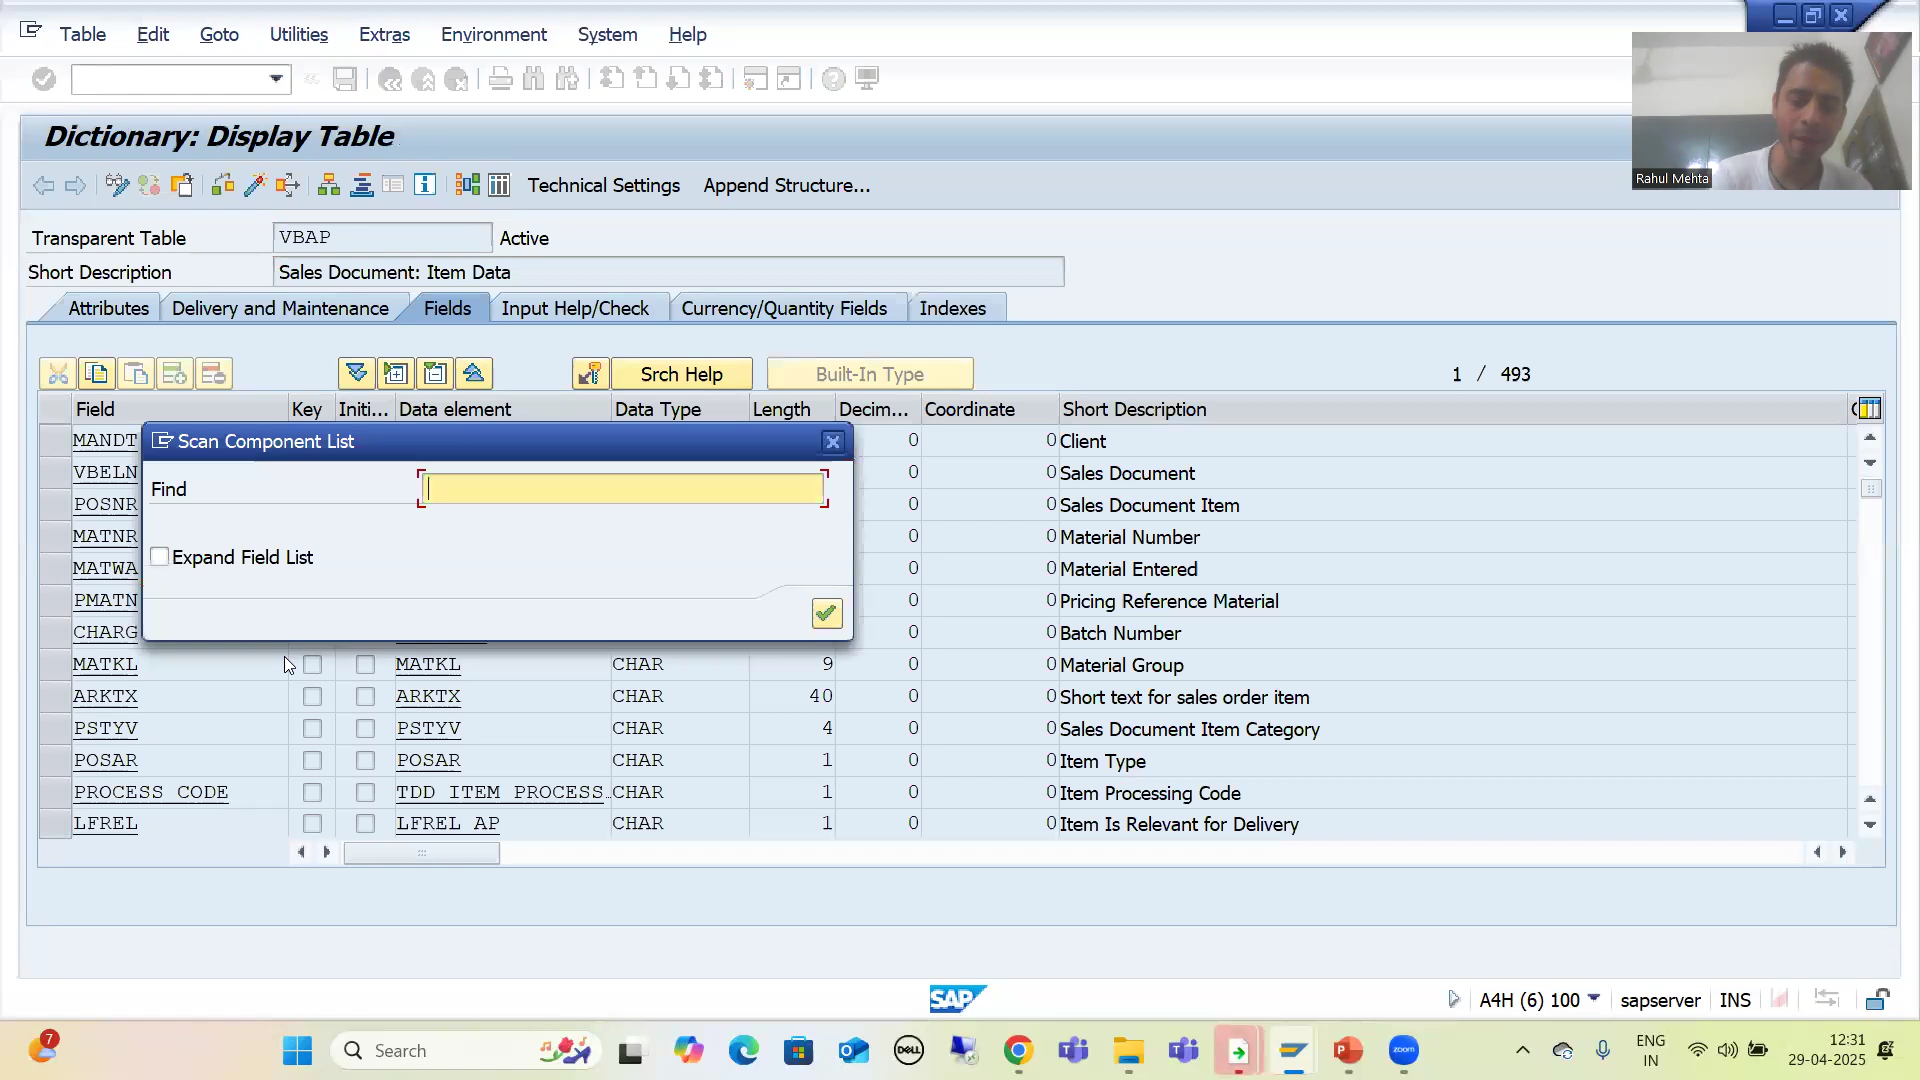 Table Edit Goto Utilities Extras Environment System Help
Rahul Mehta
Dictionary: Display Table
Technical Settings Append Structure...
Transparent Table VBAP Active
Short Description Sales Document: Item Data
Attributes Delivery and Maintenance Fields Input Help/Check Currency/Quantity Fields Indexes
Srch Help Built-In Type 1 / 493
Field Key Initi... Data element Data Type Length Decim... Coordinate Short Description
MANDT 0 0 Client
Scan Component List
VBELN 0 0 Sales Document
Find
POSNR 0 0 Sales Document Item
MATNR 0 0 Material Number
Expand Field List
MATWA 0 0 Material Entered
PMATN 0 0 Pricing Reference Material
CHARG 0 0 Batch Number
MATKL MATKL CHAR 9 0 0 Material Group
ARKTX ARKTX CHAR 40 0 0 Short text for sales order item
PSTYV PSTYV CHAR 4 0 0 Sales Document Item Category
POSAR POSAR CHAR 1 0 0 Item Type
PROCESS CODE TDD ITEM PROCESS... CHAR 1 0 0 Item Processing Code
LFREL LFREL AP CHAR 1 0 0 Item Is Relevant for Delivery
SAP A4H (6) 100 sapserver INS
7 Search DELL zoom ENG IN 12:31 29-04-2025